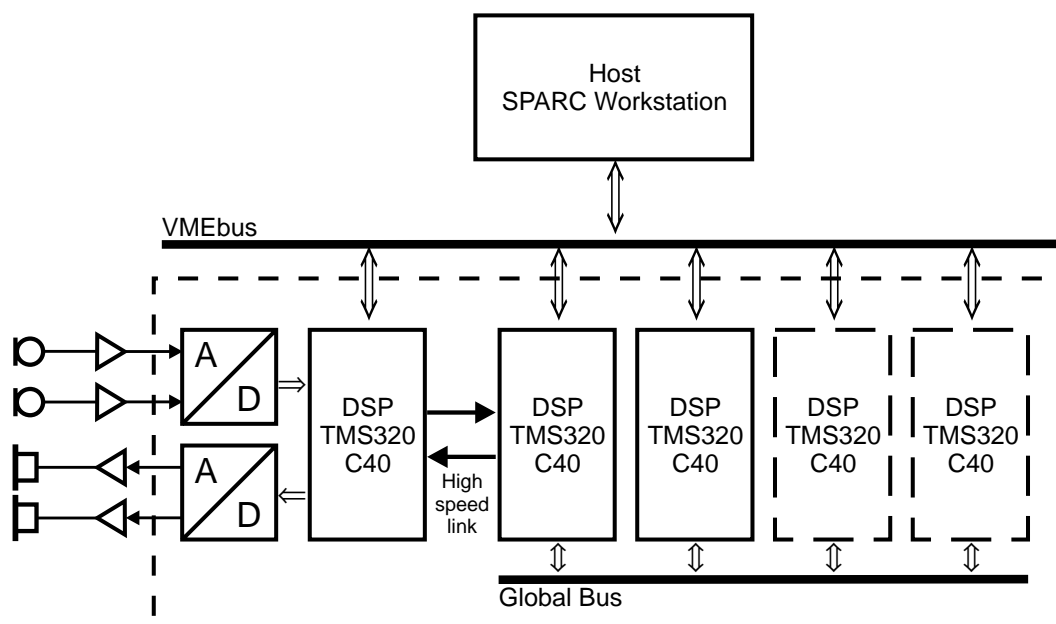 Host
SPARC Workstation
VMEbus
A
D
A
D
DSP
TMS320
C40
High
speed
link
DSP
TMS320
C40
DSP
TMS320
C40
DSP
TMS320
C40
DSP
TMS320
C40
Global Bus